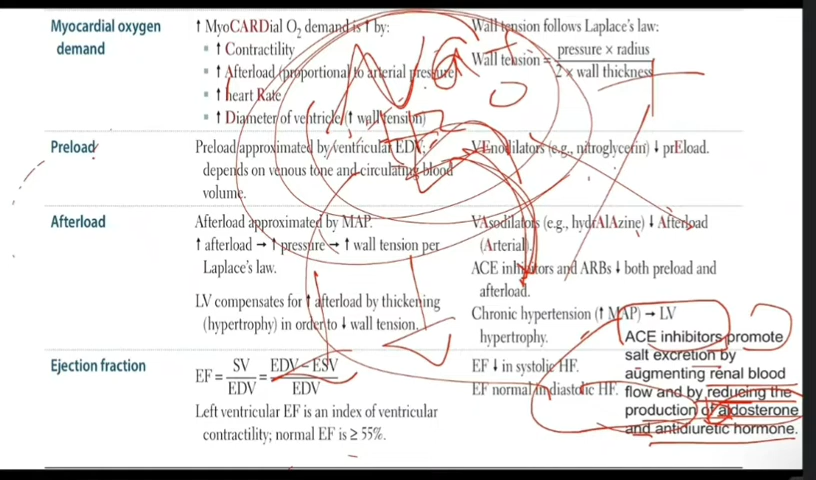 Myocardial oxygen
demand
↑ MyoCARDial O₂ demand is ↑ by:
▪ ↑ Contractility
▪ ↑ Afterload (proportional to arterial pressure)
▪ ↑ heart Rate
▪ ↑ Diameter of ventricle (↑ wall tension)
Wall tension follows Laplace's law:
Wall tension = pressure × radius
2 × wall thickness
Preload
Preload approximated by ventricular EDV;
depends on venous tone and circulating blood
volume.
VEnodilators (e.g., nitroglycerin) ↓ prEload.
Afterload
Afterload approximated by MAP.
↑ afterload → ↑ pressure → ↑ wall tension per
Laplace's law.
LV compensates for ↑ afterload by thickening
(hypertrophy) in order to ↓ wall tension.
VAsodilators (e.g., hydrAlAzine) ↓ Afterload
(Arterial).
ACE inhibitors and ARBs ↓ both preload and
afterload.
Chronic hypertension (↑ MAP) → LV
hypertrophy.
ACE inhibitors promote
salt excretion by
augmenting renal blood
flow and by reducing the
production of aldosterone
and antidiuretic hormone.
Ejection fraction
EF = SV/EDV = EDV – ESV/EDV
Left ventricular EF is an index of ventricular
contractility; normal EF is ≥ 55%.
EF ↓ in systolic HF.
EF normal in diastolic HF.
Na+